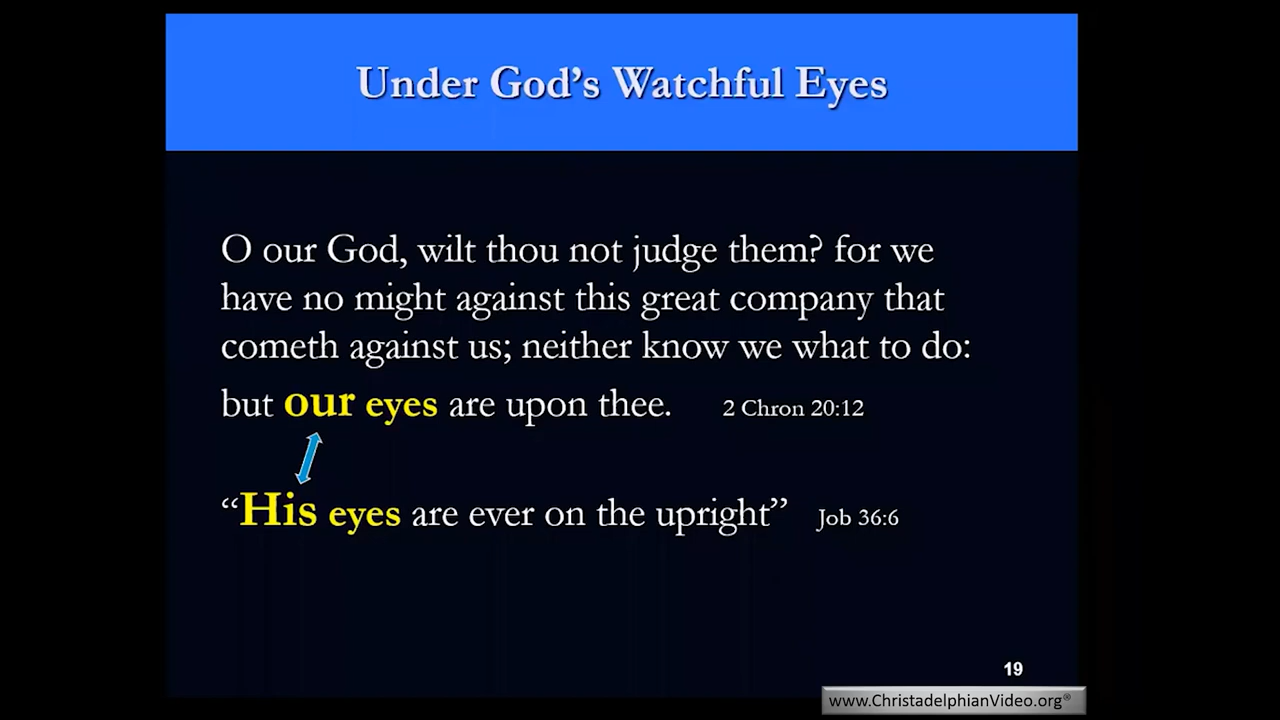 Under God’s Watchful Eyes
O our God, wilt thou not judge them? for we
have no might against this great company that
cometh against us; neither know we what to do:
but our eyes are upon thee. 2 Chron 20:12
“His eyes are ever on the upright” Job 36:6
19
www.ChristadelphianVideo.org®